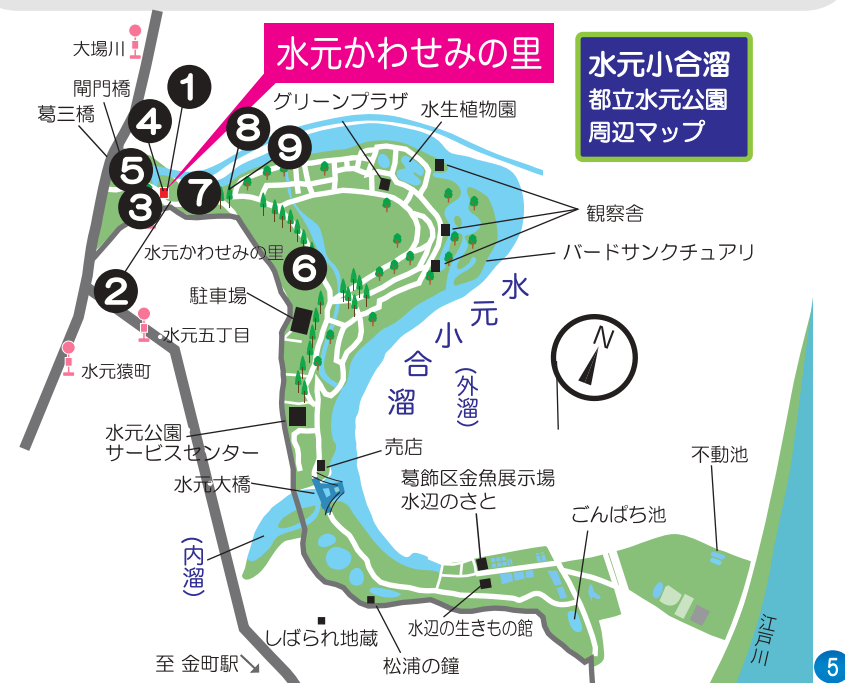 大場川
閘門橋
葛三橋
水元かわせみの里
水元小合溜
都立水元公園
周辺マップ
1
4
5
3
2
7
8
9
6
グリーンプラザ
水生植物園
観察舎
バードサンクチュアリ
水元かわせみの里
駐車場
水元五丁目
水元猿町
水元小合溜
(外溜)
N
水元公園
サービスセンター
売店
水元大橋
葛飾区金魚展示場
水辺のさと
不動池
ごんぱち池
(内溜)
しばられ地蔵
水辺の生きもの館
松浦の鐘
至 金町駅
江戸川
5